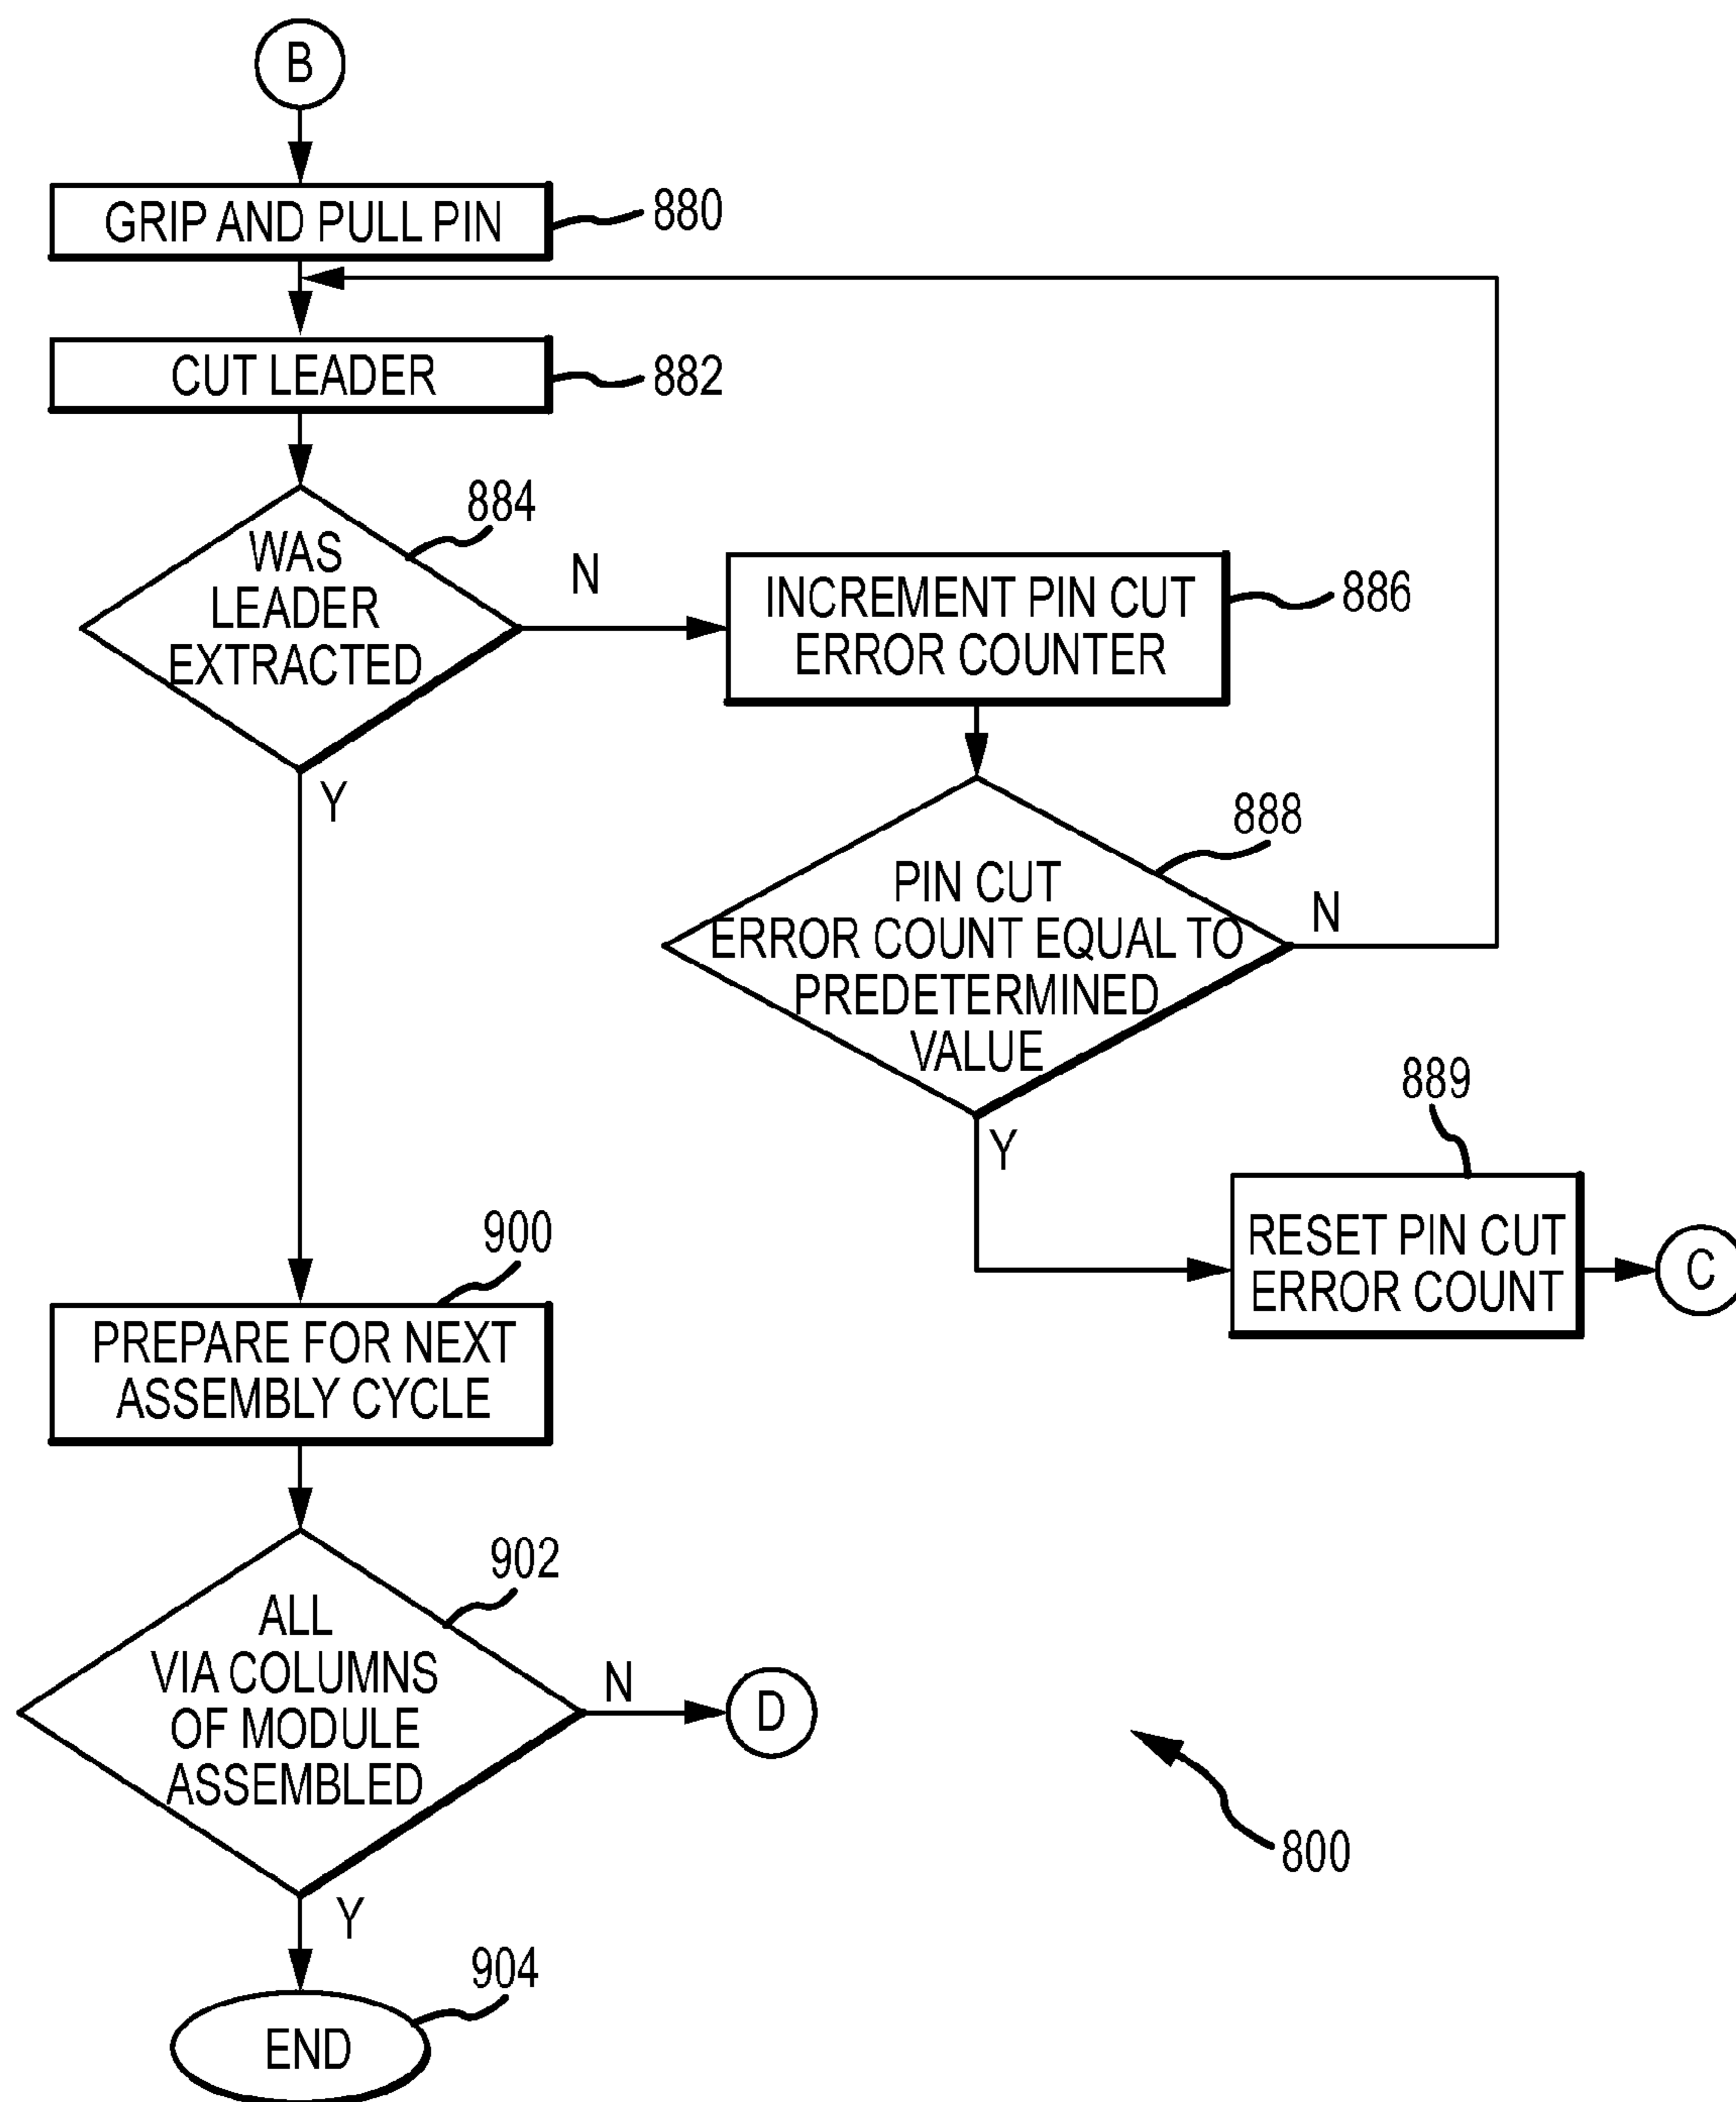 B
GRIP AND PULL PIN
880
CUT LEADER
882
884
WAS
LEADER
EXTRACTED
N
Y
INCREMENT PIN CUT
ERROR COUNTER
886
888
PIN CUT
ERROR COUNT EQUAL TO
PREDETERMINED
VALUE
N
Y
889
RESET PIN CUT
ERROR COUNT
C
900
PREPARE FOR NEXT
ASSEMBLY CYCLE
902
ALL
VIA COLUMNS
OF MODULE
ASSEMBLED
N
D
Y
800
904
END